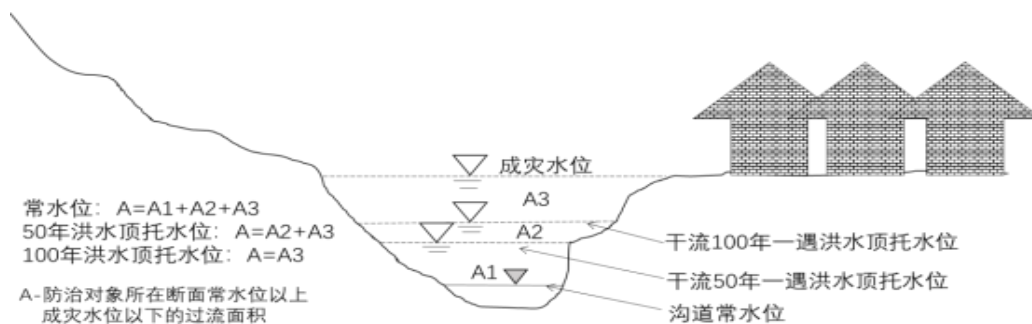 成灾水位
A3
常水位：A=A1+A2+A3
50年洪水顶托水位：A=A2+A3
A2
干流100年一遇洪水顶托水位
100年洪水顶托水位：A=A3
A1
干流50年一遇洪水顶托水位
A-防治对象所在断面常水位以上
成灾水位以下的过流面积
沟道常水位